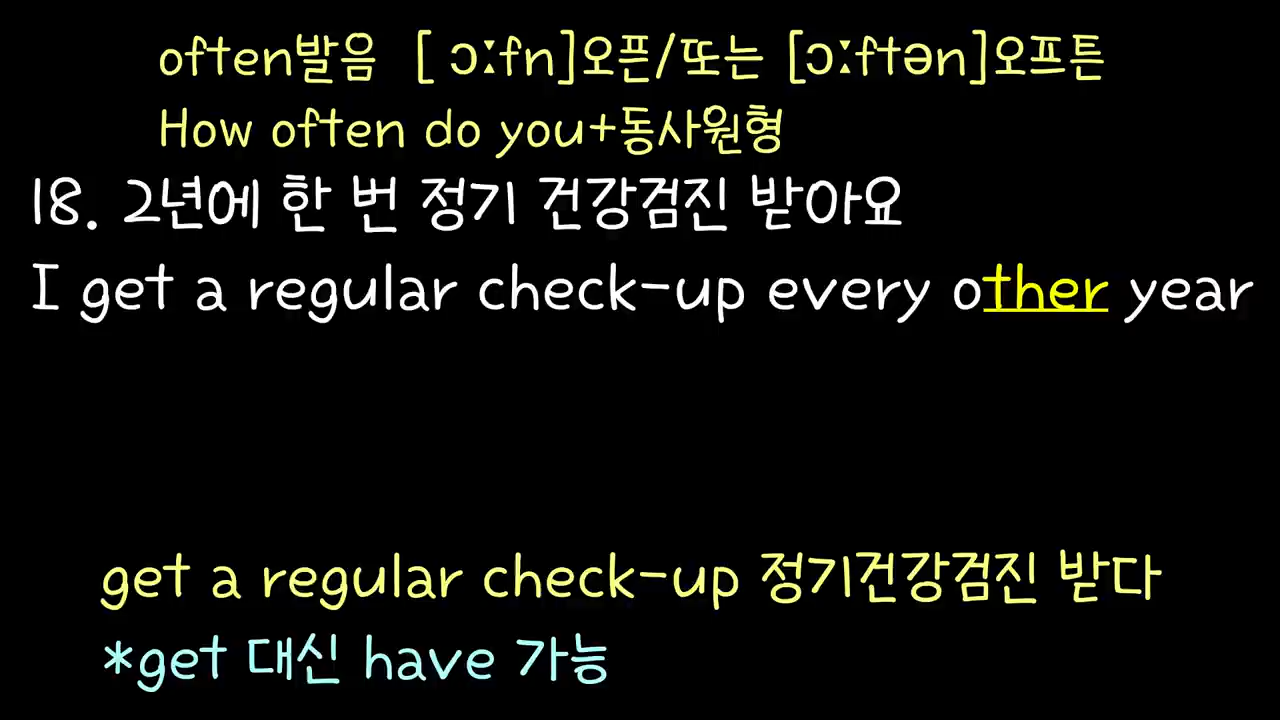 often발음 [ ɔːfn]오픈/또는 [ɔːftən]오프튼
How often do you+동사원형
18. 2년에 한 번 정기 건강검진 받아요
I get a regular check-up every other year
get a regular check-up 정기건강검진 받다
*get 대신 have 가능